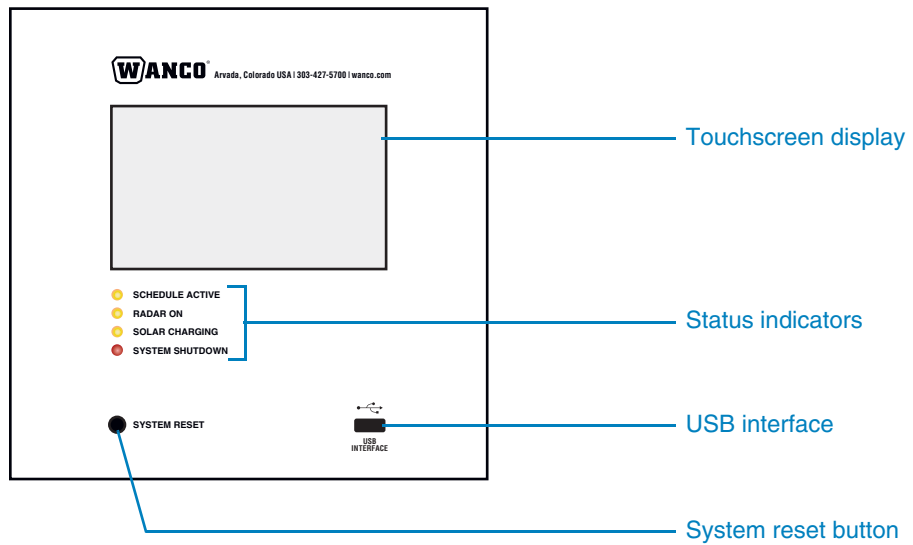 WANCO® Arvada, Colorado USA | 303-427-5700 | wanco.com
Touchscreen display
SCHEDULE ACTIVE
RADAR ON
SOLAR CHARGING
SYSTEM SHUTDOWN
Status indicators
SYSTEM RESET
USB
INTERFACE
USB interface
System reset button